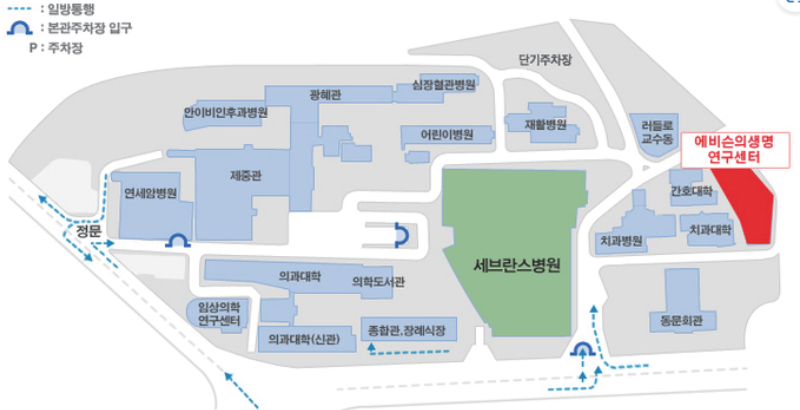 : 일방통행
: 본관주차장 입구
P : 주차장
단기주차장
심장혈관병원
광혜관
안이비인후과병원
어린이병원
재활병원
러들로
교수동
에비슨의생명
연구센터
제중관
연세암병원
간호대학
정문
치과병원
치과대학
세브란스병원
의과대학
의학도서관
임상의학
연구센터
종합관,장례식장
의과대학(신관)
동문회관